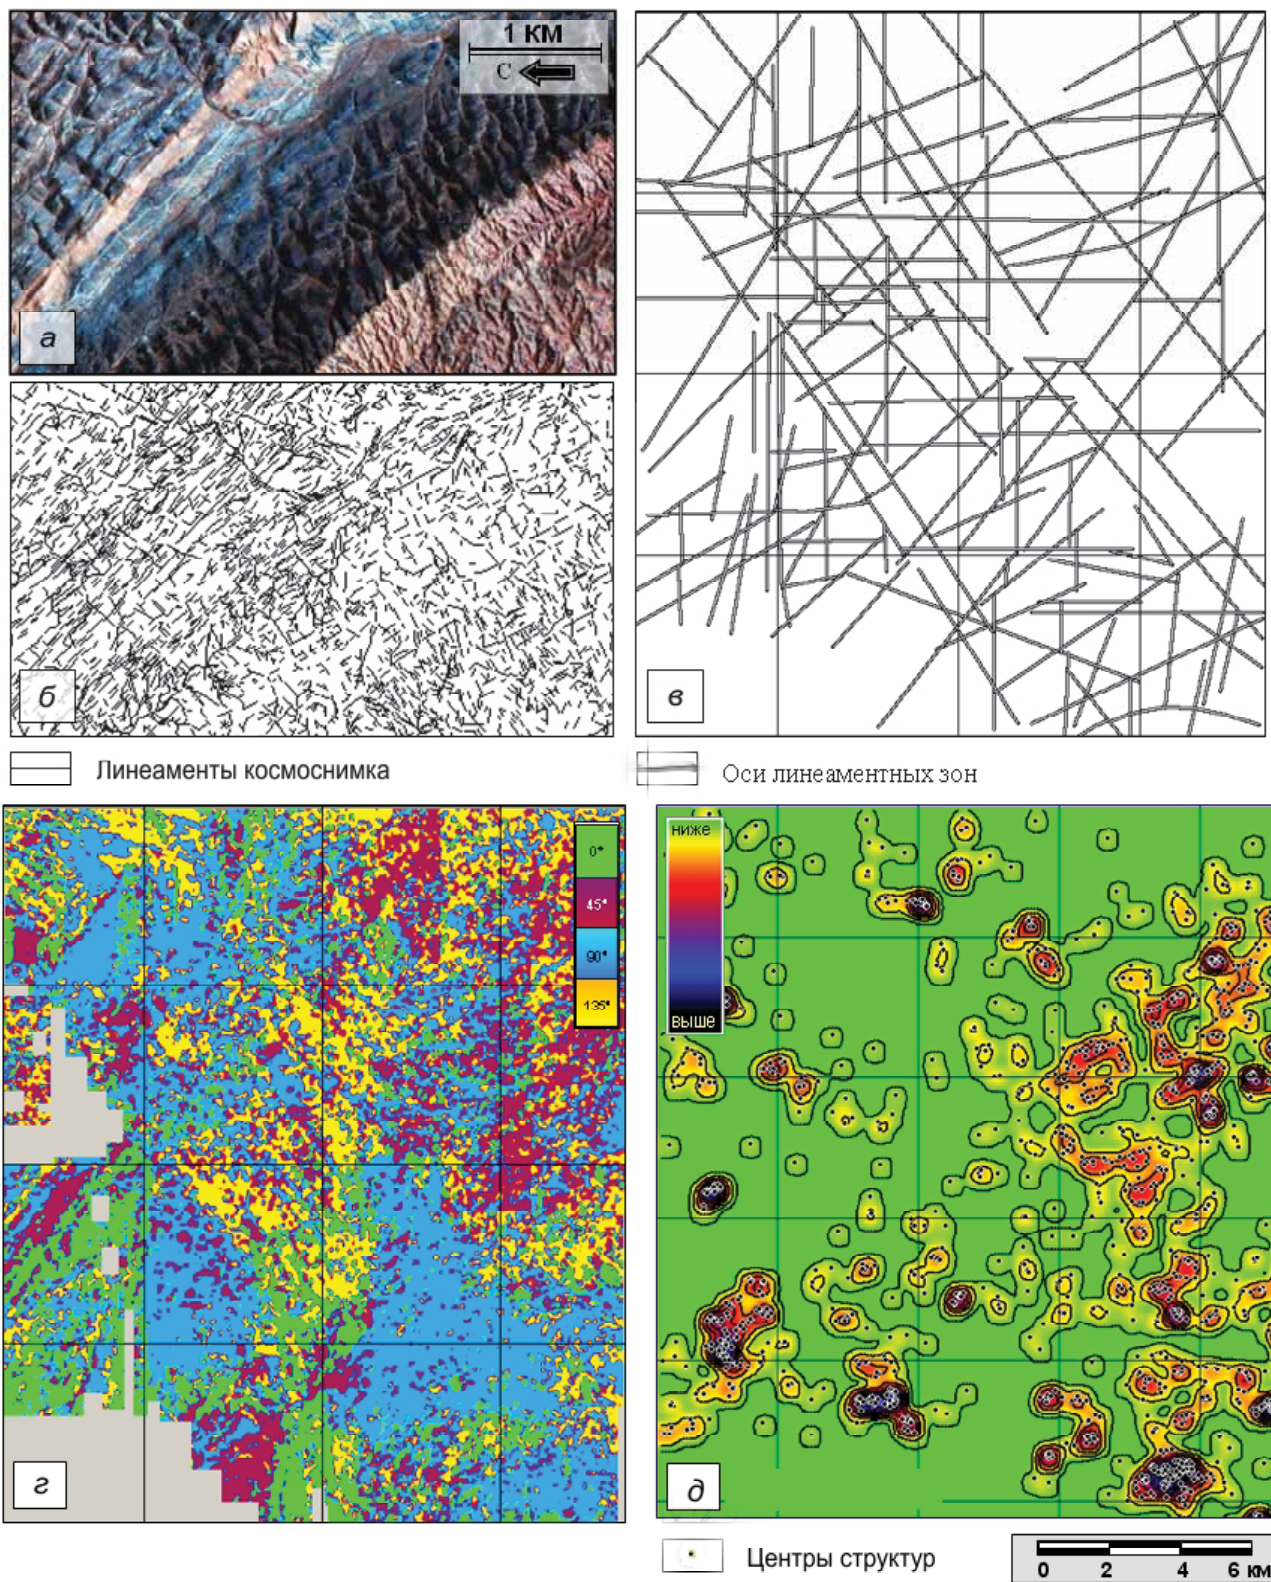 1 КМ
С
а
б
в
Линеаменты космоснимка
Оси линеаментных зон
0°
45°
90°
135°
г
ниже
выше
3
д
Центры структур
0 2 4 6 км